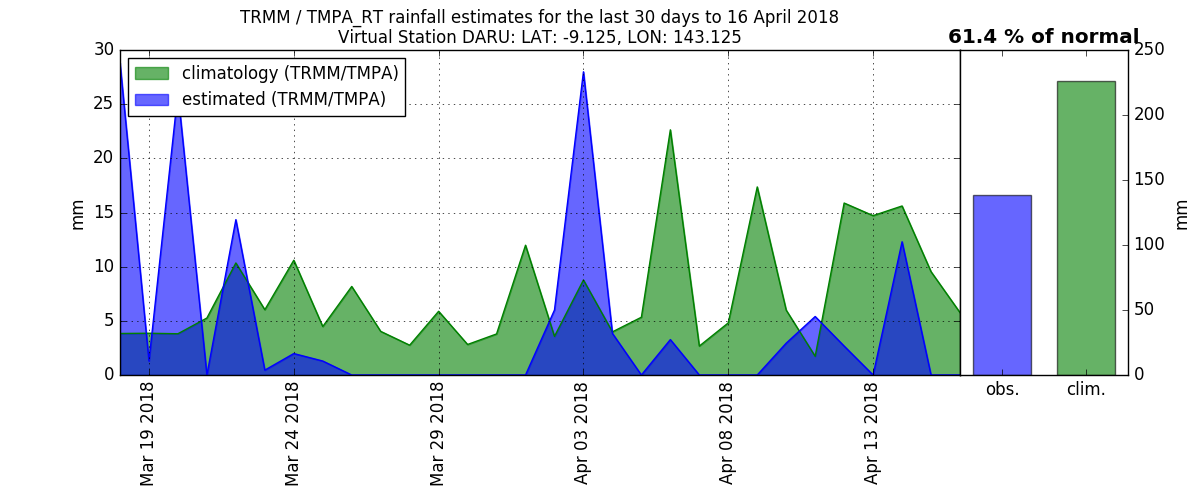 TRMM / TMPA_RT rainfall estimates for the last 30 days to 16 April 2018
Virtual Station DARU: LAT: -9.125, LON: 143.125
61.4 % of normal
climatology (TRMM/TMPA)
estimated (TRMM/TMPA)
30
25
20
15
10
5
0
mm
Mar 19 2018
Mar 24 2018
Mar 29 2018
Apr 03 2018
Apr 08 2018
Apr 13 2018
obs.
clim.
250
200
150
100
50
0
mm